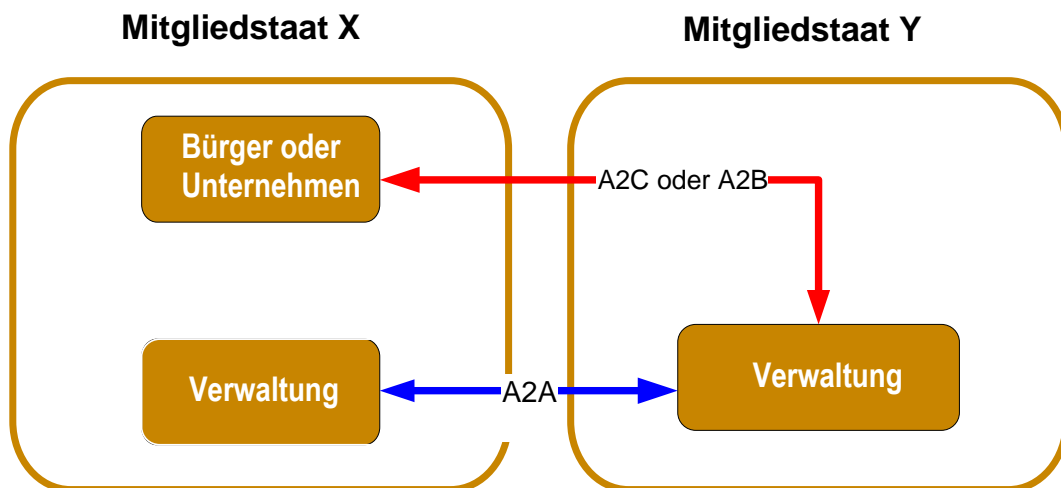 Mitgliedstaat X
Mitgliedstaat Y
Bürger oder
Unternehmen
A2C oder A2B
Verwaltung
A2A
Verwaltung